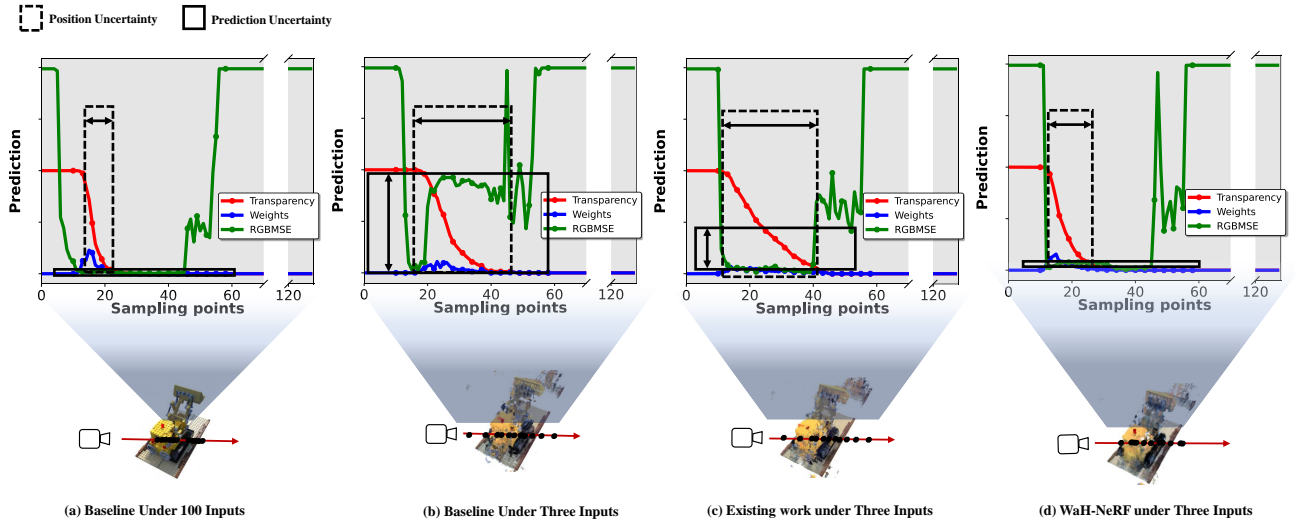 Position Uncertainty
Prediction Uncertainty
Prediction
Transparency
Weights
RGBMSE
0 20 40 60 120
Sampling points
Prediction
Transparency
Weights
RGBMSE
0 20 40 60 120
Sampling points
Prediction
Transparency
Weights
RGBMSE
0 20 40 60 120
Sampling points
Prediction
Transparency
Weights
RGBMSE
0 20 40 60 120
Sampling points
(a) Baseline Under 100 Inputs
(b) Baseline Under Three Inputs
(c) Existing work under Three Inputs
(d) WaH-NeRF under Three Inputs